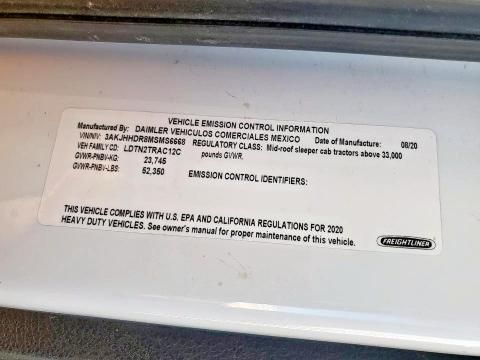 VEHICLE EMISSION CONTROL INFORMATION
Manufactured By: DAIMLER VEHICULOS COMERCIALES MEXICO Date of Manufacture: 08/20
VIN/NIV: 3AKJHHDR8MSMS6668 REGULATORY CLASS: Mid-roof sleeper cab tractors above 33,000
VEH FAMILY CD: LDTN2TRAC12C pounds GVWR.
GVWR-PNBV-KG: 23,745
GVWR-PNBV-LBS: 52,350 EMISSION CONTROL IDENTIFIERS:
THIS VEHICLE COMPLIES WITH U.S. EPA AND CALIFORNIA REGULATIONS FOR 2020
HEAVY DUTY VEHICLES. See owner's manual for proper maintenance of this vehicle.
FREIGHTLINER